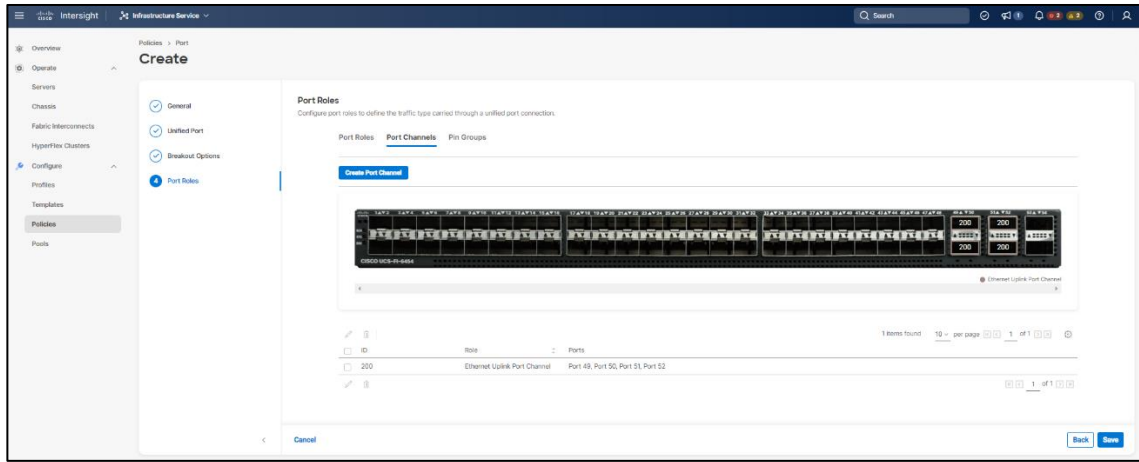 cisco Intersight Infrastructure Service Search 1 2 2
Overview
Operate
Servers
Chassis
Fabric Interconnects
HyperFlex Clusters
Configure
Profiles
Templates
Policies
Pools
Policies > Port
Create
General
Unified Port
Breakout Options
4 Port Roles
Port Roles
Configure port roles to define the traffic type carried through a unified port connection.
Port Roles Port Channels Pin Groups
Create Port Channel
200 200
200 200
CISCO UCS-FI-6454
Ethernet Uplink Port Channel
1 items found 10 per page 1 of 1
ID Role Ports
200 Ethernet Uplink Port Channel Port 49, Port 50, Port 51, Port 52
1 of 1
Cancel Back Save